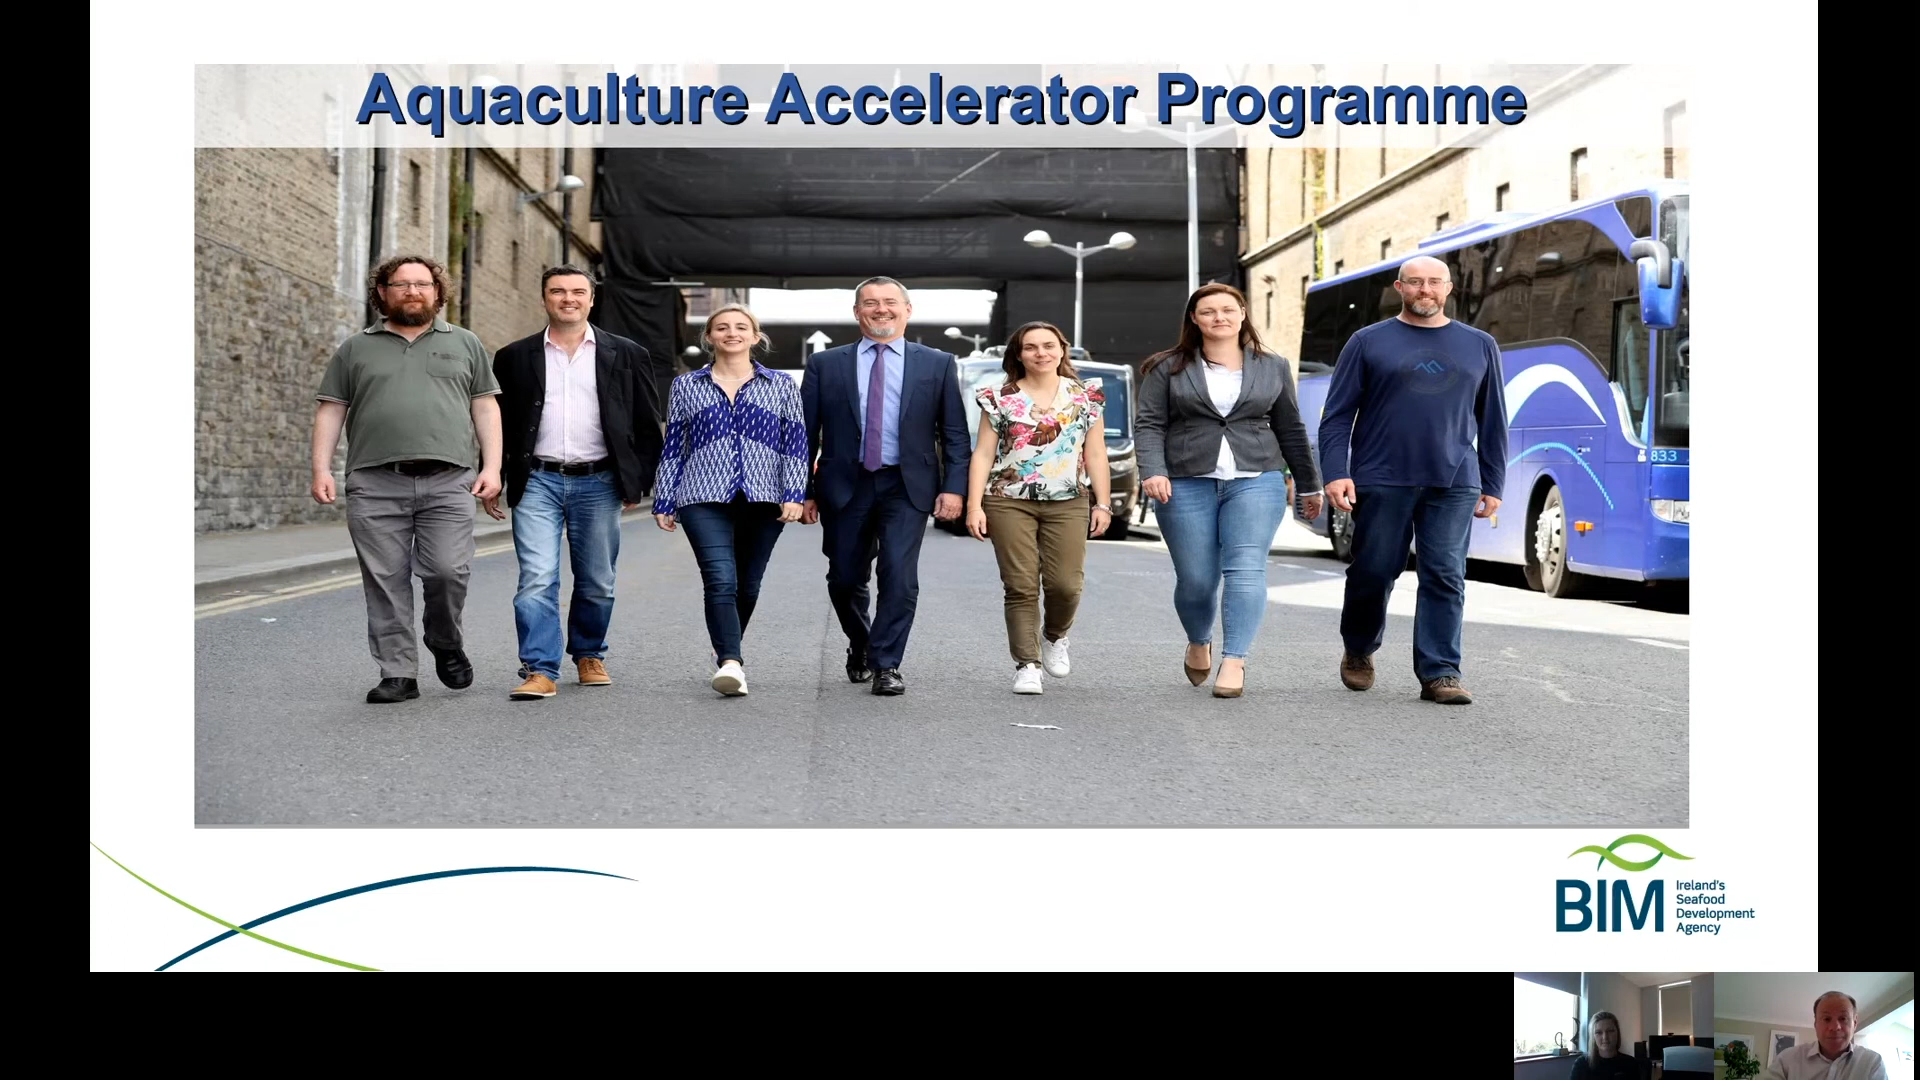 Aquaculture Accelerator Programme
833
BIM
Ireland's
Seafood
Development
Agency